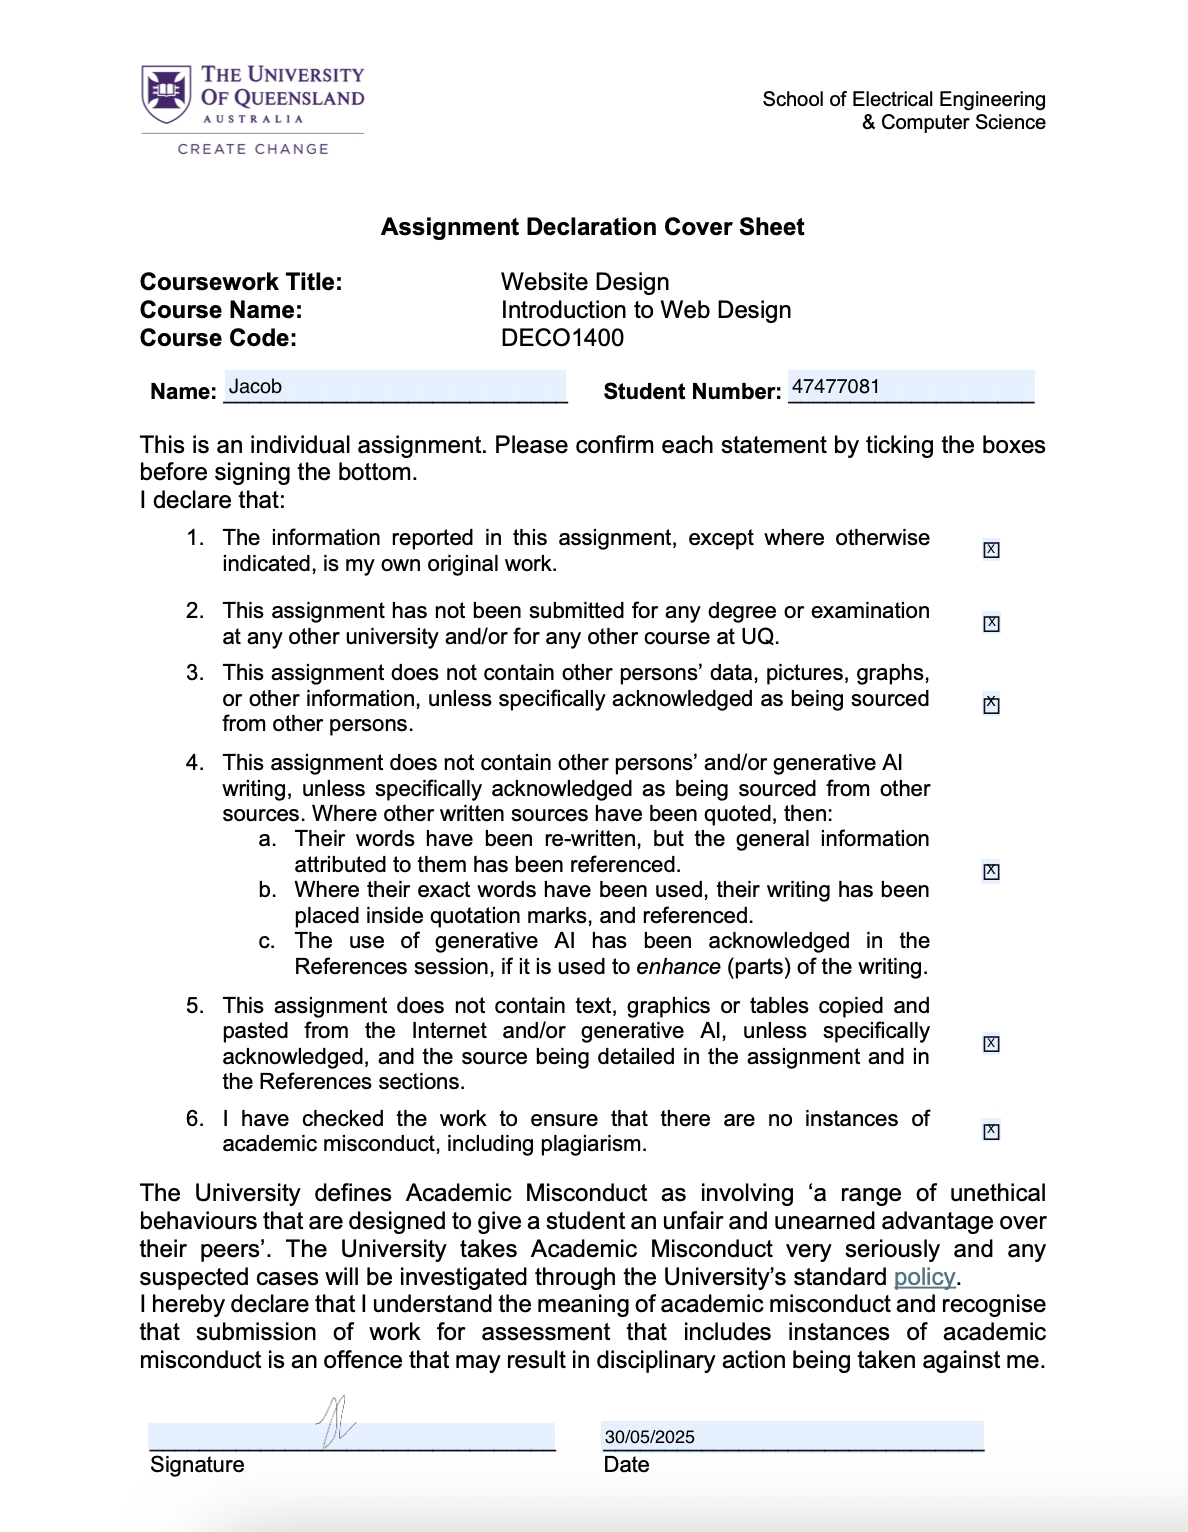 THE UNIVERSITY
OF QUEENSLAND
AUSTRALIA
CREATE CHANGE
School of Electrical Engineering
& Computer Science
Assignment Declaration Cover Sheet
Coursework Title: Website Design
Course Name: Introduction to Web Design
Course Code: DECO1400
Name: Jacob Student Number: 47477081
This is an individual assignment. Please confirm each statement by ticking the boxes
before signing the bottom.
I declare that:
1. The information reported in this assignment, except where otherwise
indicated, is my own original work.
X
2. This assignment has not been submitted for any degree or examination
at any other university and/or for any other course at UQ.
X
3. This assignment does not contain other persons’ data, pictures, graphs,
or other information, unless specifically acknowledged as being sourced
from other persons.
X
4. This assignment does not contain other persons’ and/or generative AI
writing, unless specifically acknowledged as being sourced from other
sources. Where other written sources have been quoted, then:
a. Their words have been re-written, but the general information
attributed to them has been referenced.
b. Where their exact words have been used, their writing has been
placed inside quotation marks, and referenced.
c. The use of generative AI has been acknowledged in the
References session, if it is used to enhance (parts) of the writing.
X
5. This assignment does not contain text, graphics or tables copied and
pasted from the Internet and/or generative AI, unless specifically
acknowledged, and the source being detailed in the assignment and in
the References sections.
X
6. I have checked the work to ensure that there are no instances of
academic misconduct, including plagiarism.
X
The University defines Academic Misconduct as involving ‘a range of unethical
behaviours that are designed to give a student an unfair and unearned advantage over
their peers’. The University takes Academic Misconduct very seriously and any
suspected cases will be investigated through the University’s standard policy.
I hereby declare that I understand the meaning of academic misconduct and recognise
that submission of work for assessment that includes instances of academic
misconduct is an offence that may result in disciplinary action being taken against me.
30/05/2025
Signature Date